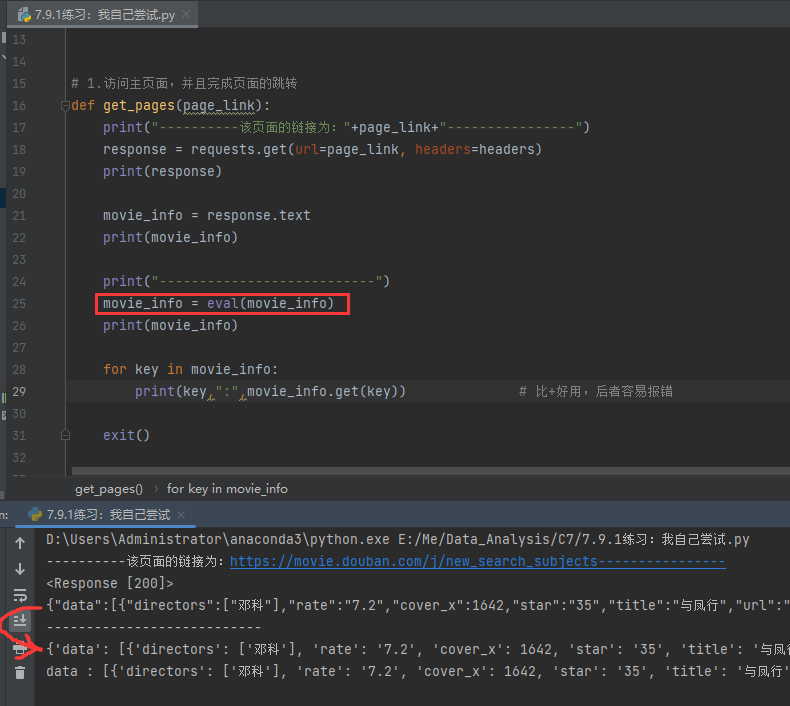 7.9.1练习：我自己尝试.py
13
14
15 # 1.访问主页面，并且完成页面的跳转
16 def get_pages(page_link):
17 print("----------该页面的链接为："+page_link+"----------------")
18 response = requests.get(url=page_link, headers=headers)
19 print(response)
20
21 movie_info = response.text
22 print(movie_info)
23
24 print("---------------------------")
25 movie_info = eval(movie_info)
26 print(movie_info)
27
28 for key in movie_info:
29 print(key,":",movie_info.get(key)) # 比+好用，后者容易报错
30
31 exit()
32
get_pages() › for key in movie_info
n: 7.9.1练习：我自己尝试
D:\Users\Administrator\anaconda3\python.exe E:/Me/Data_Analysis/C7/7.9.1练习：我自己尝试.py
----------该页面的链接为：https://movie.douban.com/j/new_search_subjects----------------
<Response [200]>
{"data":[{"directors":["邓科"],"rate":"7.2","cover_x":1642,"star":"35","title":"与凤行","url":"
---------------------------
{'data': [{'directors': ['邓科'], 'rate': '7.2', 'cover_x': 1642, 'star': '35', 'title': '与凤
data : [{'directors': ['邓科'], 'rate': '7.2', 'cover_x': 1642, 'star': '35', 'title': '与凤行'